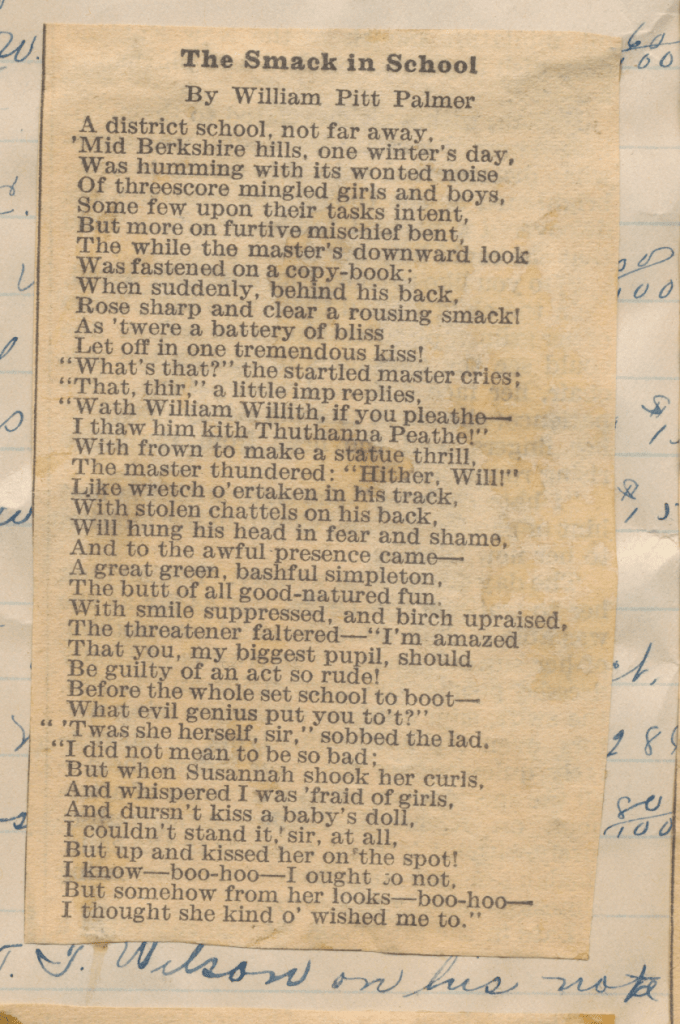 The Smack in School
By William Pitt Palmer
A district school, not far away,
'Mid Berkshire hills, one winter's day,
Was humming with its wonted noise
Of threescore mingled girls and boys,
Some few upon their tasks intent,
But more on furtive mischief bent,
The while the master's downward look
Was fastened on a copy-book;
When suddenly, behind his back,
Rose sharp and clear a rousing smack!
As 'twere a battery of bliss
Let off in one tremendous kiss!
"What's that?" the startled master cries;
"That, thir," a little imp replies,
"Wath William Willith, if you pleathe—
I thaw him kith Thuthanna Peathe!"
With frown to make a statue thrill,
The master thundered: "Hither, Will!"
Like wretch o'ertaken in his track,
With stolen chattels on his back,
Will hung his head in fear and shame,
And to the awful presence came—
A great green, bashful simpleton,
The butt of all good-natured fun.
With smile suppressed, and birch upraised,
The threatener faltered—"I'm amazed
That you, my biggest pupil, should
Be guilty of an act so rude!
Before the whole set school to boot—
What evil genius put you to't?"
" 'Twas she herself, sir," sobbed the lad.
"I did not mean to be so bad;
But when Susannah shook her curls,
And whispered I was 'fraid of girls,
And dursn't kiss a baby's doll,
I couldn't stand it, sir, at all,
But up and kissed her on the spot!
I know—boo-hoo—I ought to not,
But somehow from her looks—boo-hoo—
I thought she kind o' wished me to."
60/100
80/100
Wilson on his note